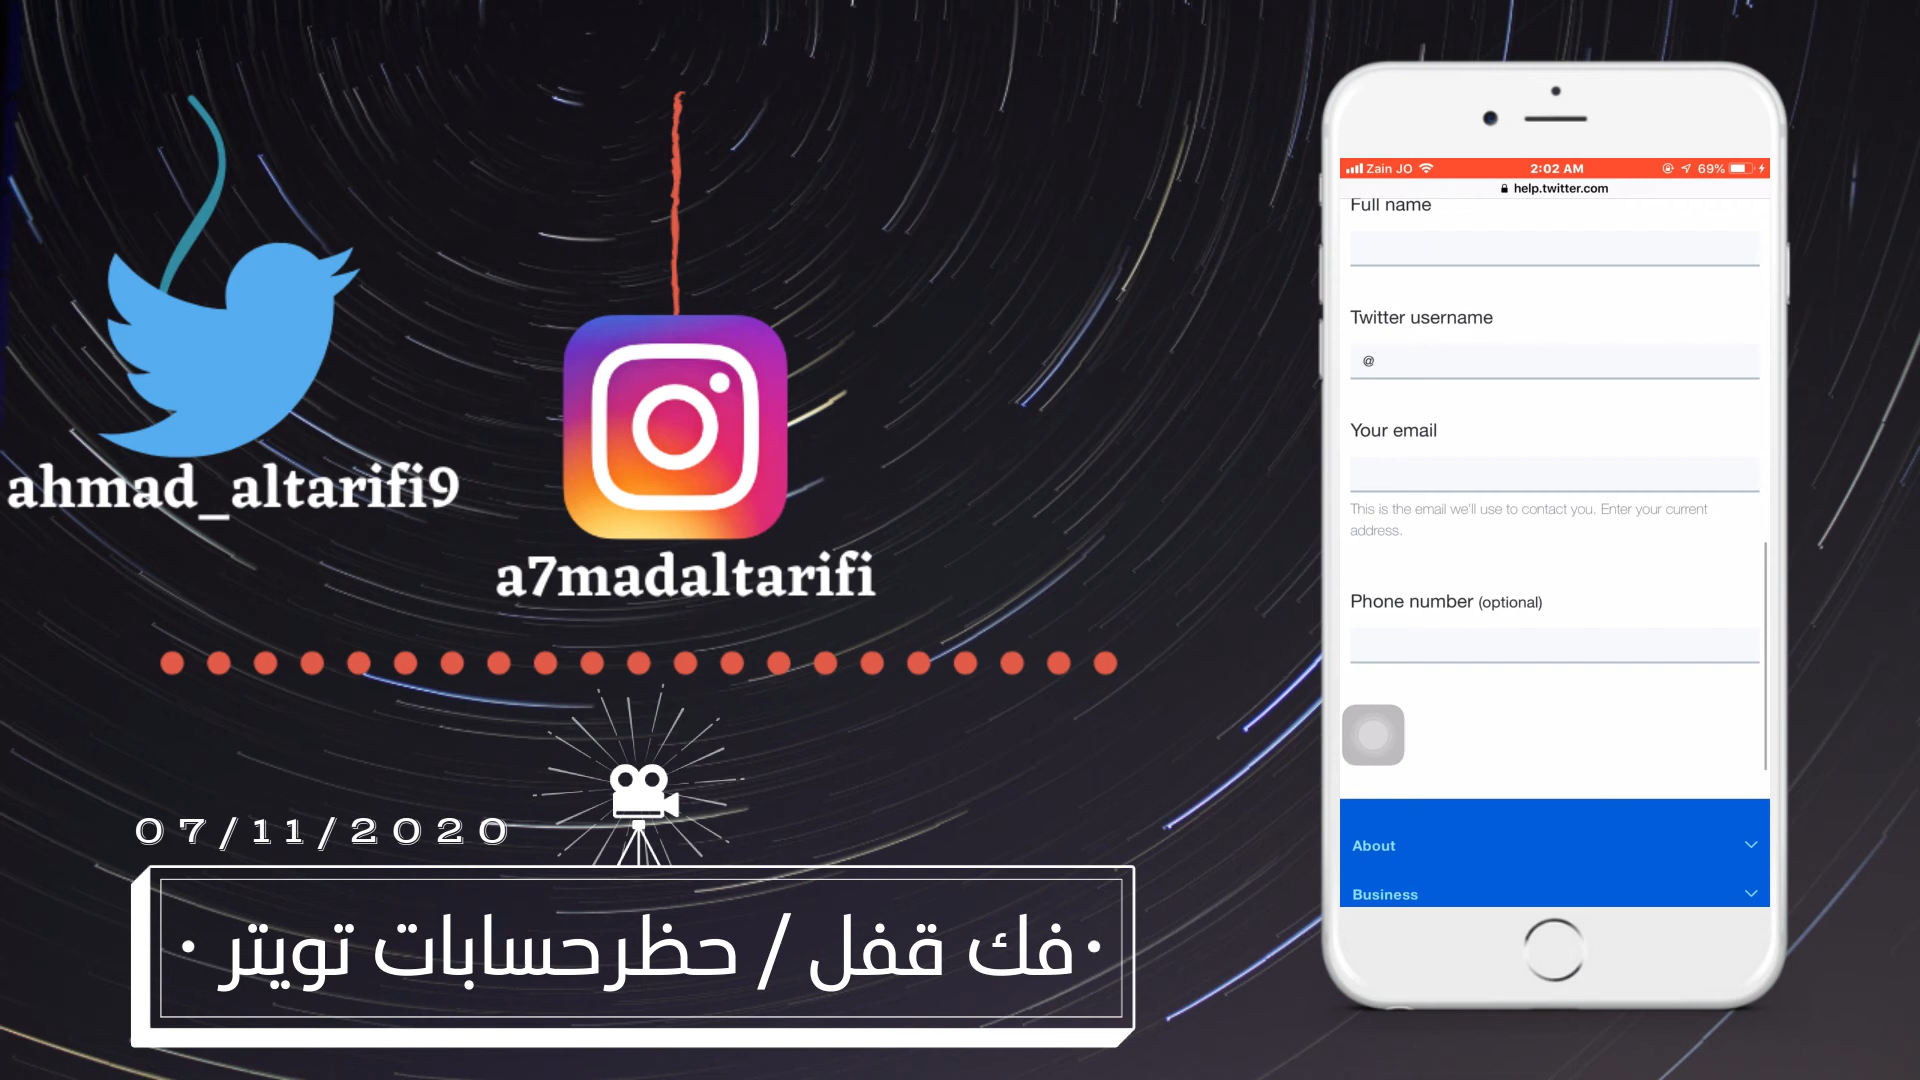 ahmad_altarifi9
a7madaltarifi
07/11/2020
• فك قفل / حظرحسابات تويتر •
Zain JO
2:02 AM
69%
help.twitter.com
Full name
Twitter username
@
Your email
This is the email we'll use to contact you. Enter your current
address.
Phone number (optional)
About
Business